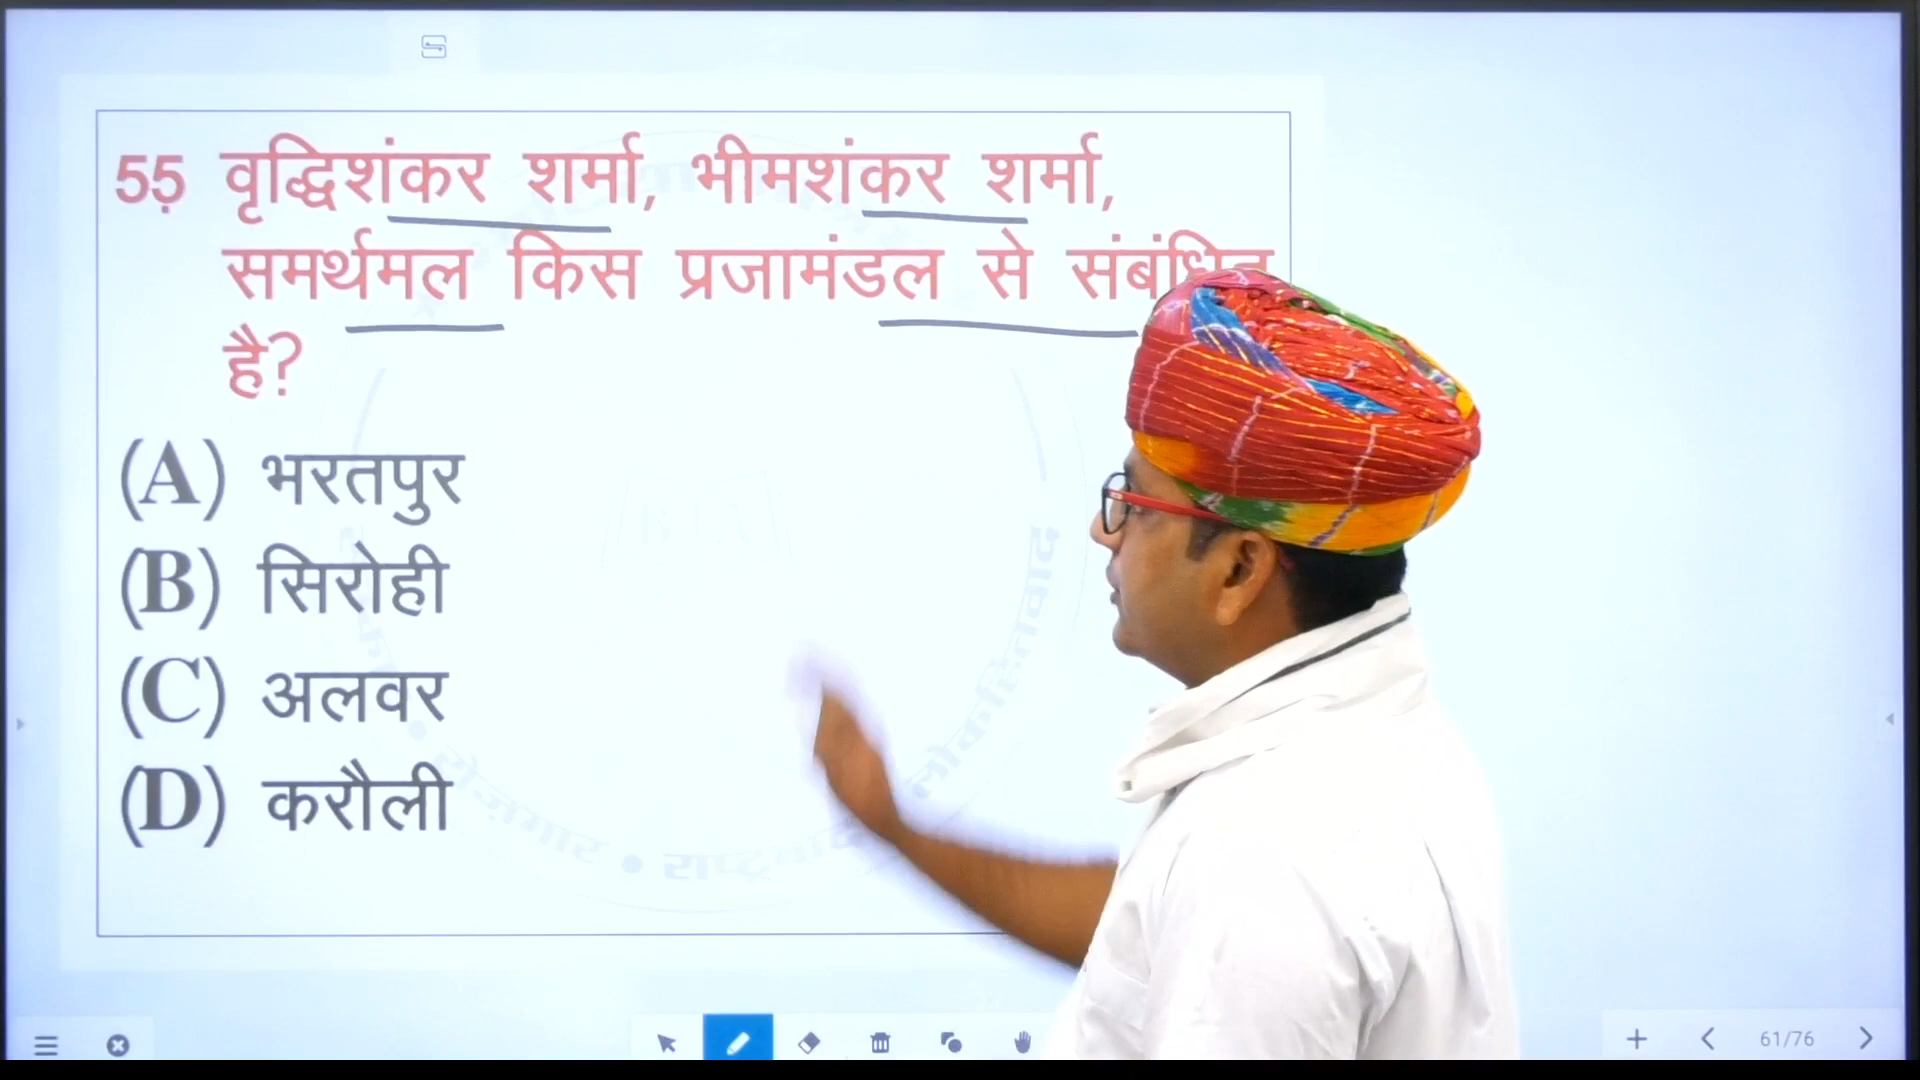 55 वृद्धिशंकर शर्मा, भीमशंकर शर्मा,
समर्थमल किस प्रजामंडल से संबंधित
है?
(A) भरतपुर
(B) सिरोही
(C) अलवर
(D) करौली
61/76